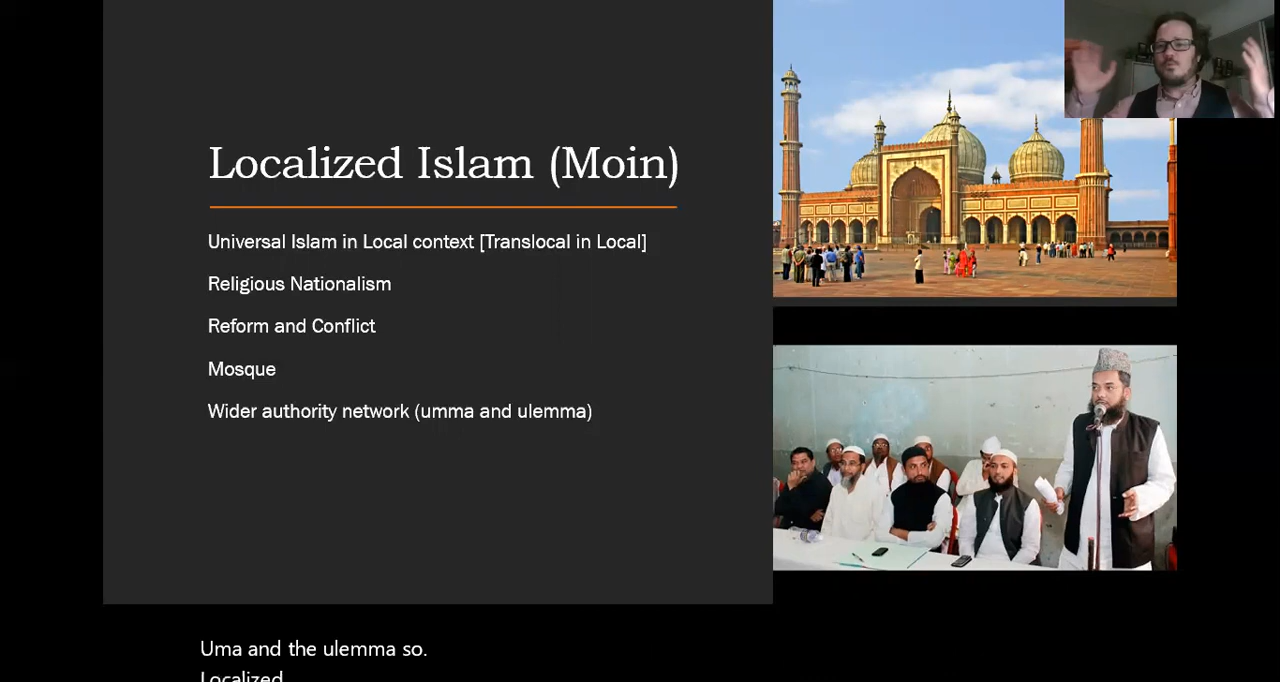 Localized Islam (Moin)
Universal Islam in Local context [Translocal in Local]
Religious Nationalism
Reform and Conflict
Mosque
Wider authority network (umma and ulemma)
Uma and the ulemma so.
Localized